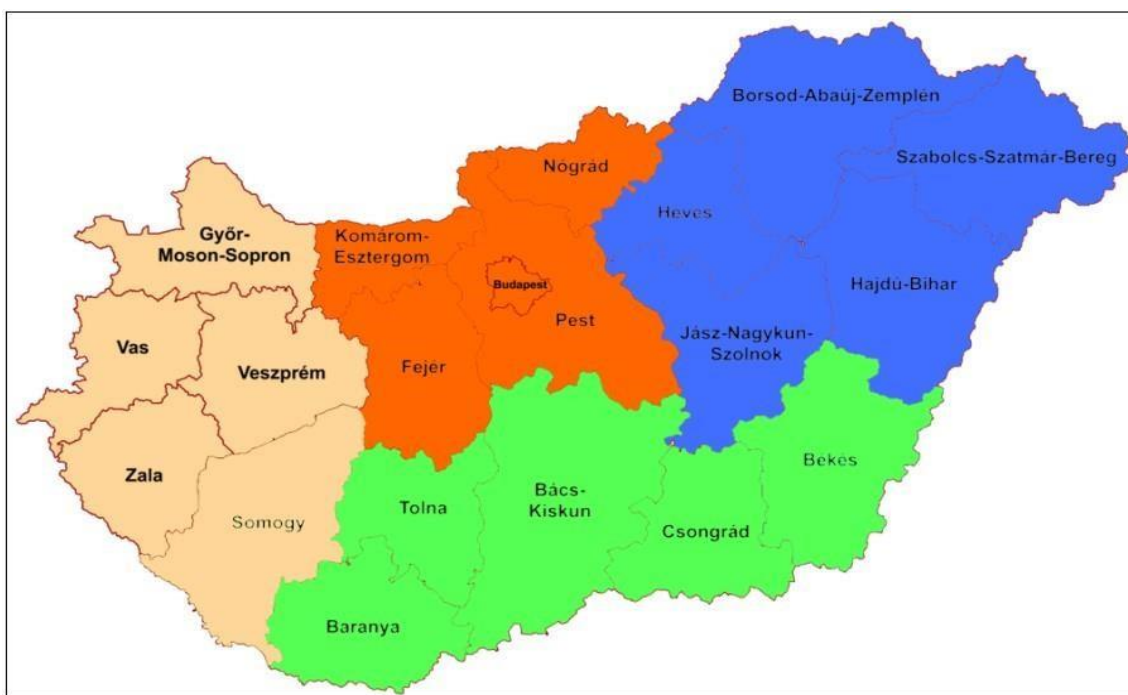 Borsod-Abaúj-Zemplén
Szabolcs-Szatmár-Bereg
Nógrád
Heves
Győr-
Moson-Sopron
Komárom-
Esztergom
Budapest
Hajdú-Bihar
Pest
Jász-Nagykun-
Szolnok
Vas
Veszprém
Fejér
Zala
Somogy
Tolna
Bács-
Kiskun
Békés
Csongrád
Baranya